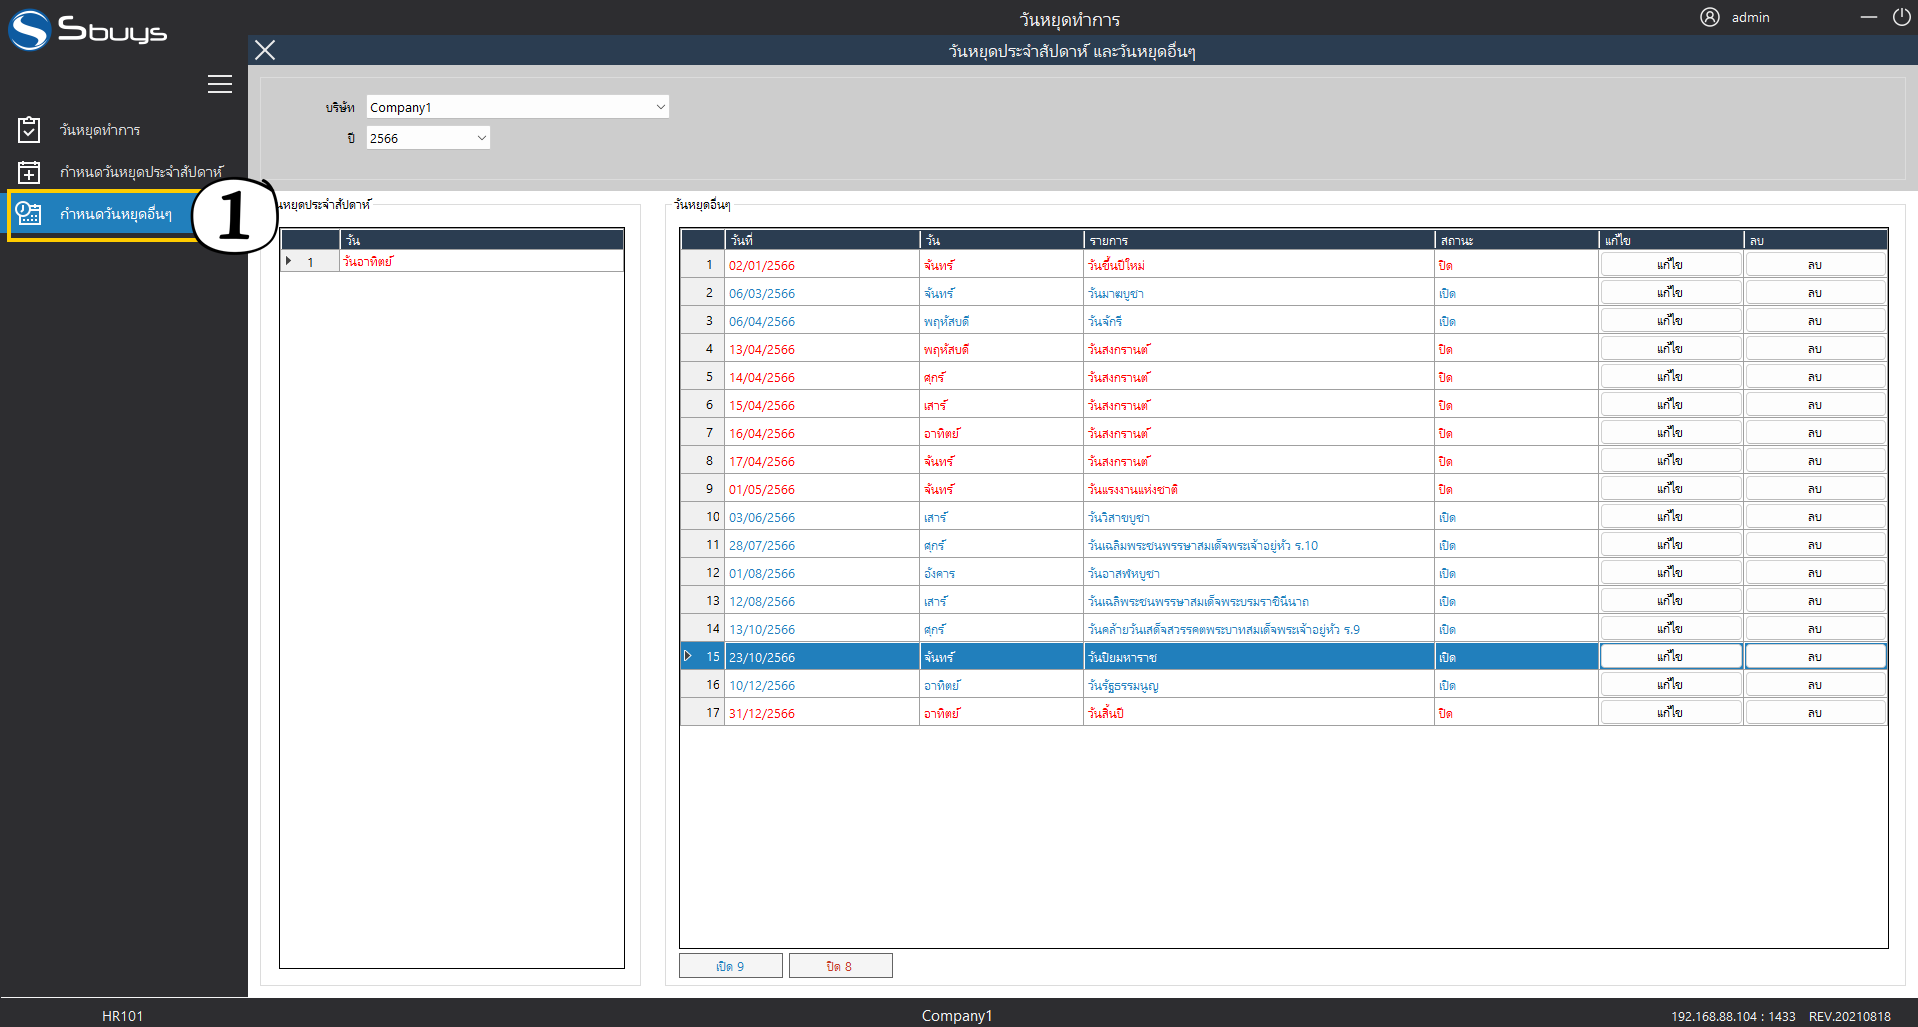 Sbuys
วันหยุดทำการ
admin
วันหยุดประจำสัปดาห์ และวันหยุดอื่นๆ
วันหยุดทำการ
กำหนดวันหยุดประจำสัปดาห์
กำหนดวันหยุดอื่นๆ
1
บริษัท Company1
ปี 2566
นหยุดประจำสัปดาห์
วัน
1 วันอาทิตย์
วันหยุดอื่นๆ
วันที่ วัน รายการ สถานะ แก้ไข ลบ
1 02/01/2566 จันทร์ วันขึ้นปีใหม่ ปิด แก้ไข ลบ
2 06/03/2566 จันทร์ วันมาฆบูชา เปิด แก้ไข ลบ
3 06/04/2566 พฤหัสบดี วันจักรี เปิด แก้ไข ลบ
4 13/04/2566 พฤหัสบดี วันสงกรานต์ ปิด แก้ไข ลบ
5 14/04/2566 ศุกร์ วันสงกรานต์ ปิด แก้ไข ลบ
6 15/04/2566 เสาร์ วันสงกรานต์ ปิด แก้ไข ลบ
7 16/04/2566 อาทิตย์ วันสงกรานต์ ปิด แก้ไข ลบ
8 17/04/2566 จันทร์ วันสงกรานต์ ปิด แก้ไข ลบ
9 01/05/2566 จันทร์ วันแรงงานแห่งชาติ ปิด แก้ไข ลบ
10 03/06/2566 เสาร์ วันวิสาขบูชา เปิด แก้ไข ลบ
11 28/07/2566 ศุกร์ วันเฉลิมพระชนพรรษาสมเด็จพระเจ้าอยู่หัว ร.10 เปิด แก้ไข ลบ
12 01/08/2566 อังคาร วันอาสฬหบูชา เปิด แก้ไข ลบ
13 12/08/2566 เสาร์ วันเฉลิพระชนพรรษาสมเด็จพระบรมราชินีนาถ เปิด แก้ไข ลบ
14 13/10/2566 ศุกร์ วันคล้ายวันเสด็จสวรรคตพระบาทสมเด็จพระเจ้าอยู่หัว ร.9 เปิด แก้ไข ลบ
15 23/10/2566 จันทร์ วันปิยมหาราช เปิด แก้ไข ลบ
16 10/12/2566 อาทิตย์ วันรัฐธรรมนูญ เปิด แก้ไข ลบ
17 31/12/2566 อาทิตย์ วันสิ้นปี ปิด แก้ไข ลบ
เปิด 9 ปิด 8
HR101 Company1 192.168.88.104 : 1433 REV.20210818